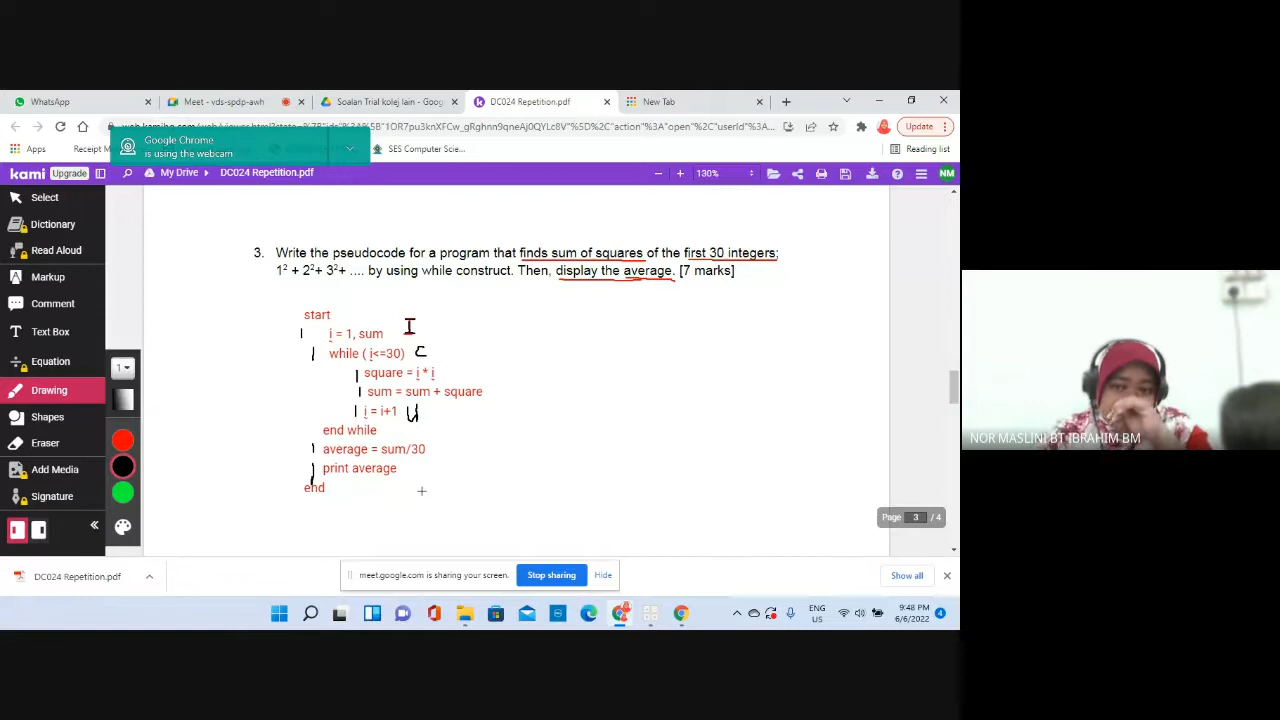 WhatsApp
Meet - vds-spdp-awh
Soalan Trial kolej lain - Goog
DC024 Repetition.pdf
New Tab
Google Chrome
is using the webcam
Update
Apps
Receipt M
SES Computer Scie...
Reading list
kami
Upgrade
My Drive
DC024 Repetition.pdf
130%
NM
Select
Dictionary
Read Aloud
Markup
Comment
Text Box
Equation
Drawing
Shapes
Eraser
Add Media
Signature
1
3. Write the pseudocode for a program that finds sum of squares of the first 30 integers;
1² + 2²+ 3²+ .... by using while construct. Then, display the average. [7 marks]
start
i = 1, sum I
while ( i<=30) C
square = i * i
sum = sum + square
i = i+1 U
end while
average = sum/30
print average
end
Page 3 / 4
NOR MASLINI BT IBRAHIM BM
DC024 Repetition.pdf
meet.google.com is sharing your screen.
Stop sharing
Hide
Show all
ENG
US
9:48 PM
6/6/2022
4